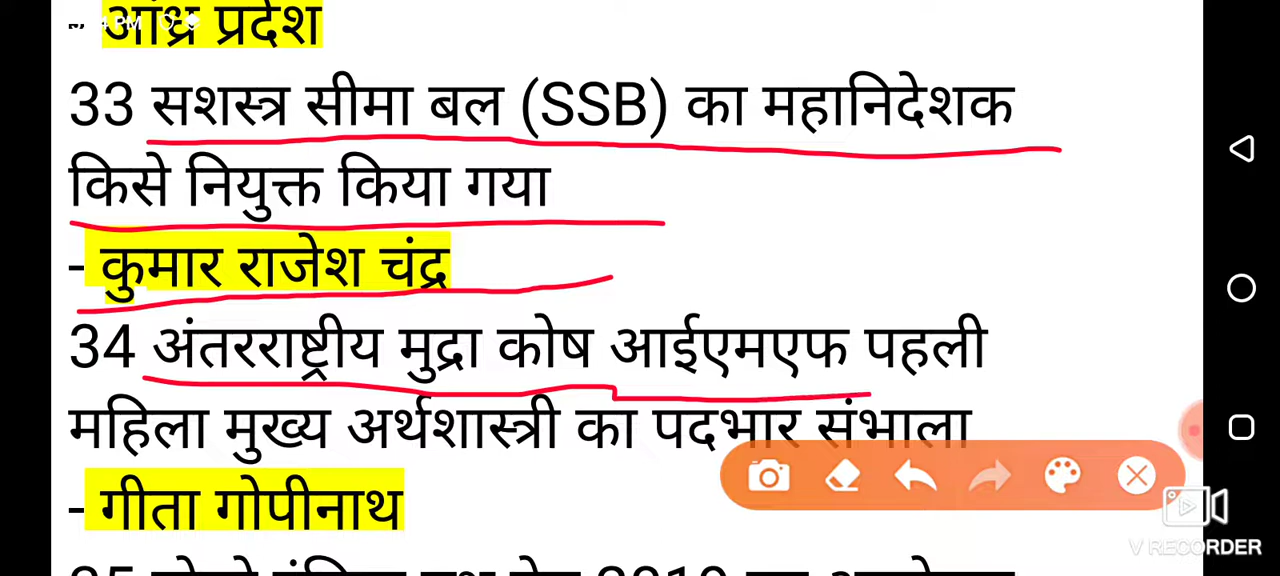 - आंध्र प्रदेश
33 सशस्त्र सीमा बल (SSB) का महानिदेशक
किसे नियुक्त किया गया
- कुमार राजेश चंद्र
34 अंतरराष्ट्रीय मुद्रा कोष आईएमएफ पहली
महिला मुख्य अर्थशास्त्री का पदभार संभाला
- गीता गोपीनाथ
V RECORDER